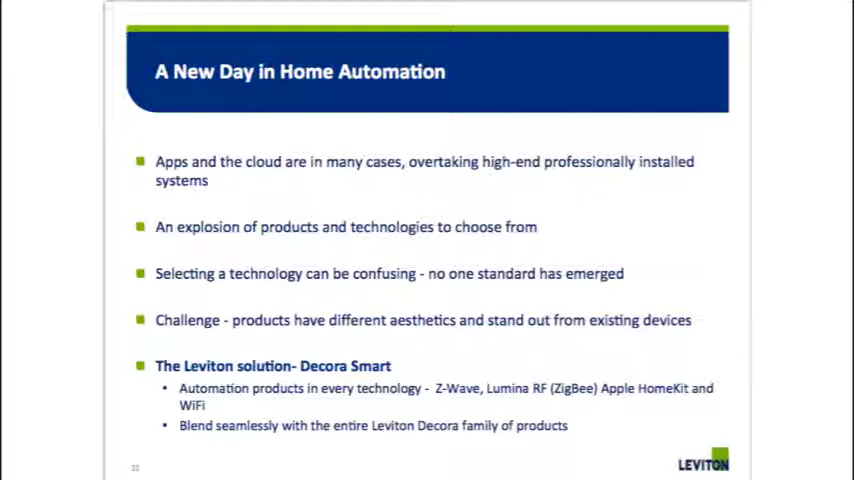 A New Day in Home Automation
Apps and the cloud are in many cases, overtaking high-end professionally installed
systems
An explosion of products and technologies to choose from
Selecting a technology can be confusing - no one standard has emerged
Challenge - products have different aesthetics and stand out from existing devices
The Leviton solution- Decora Smart
Automation products in every technology - Z-Wave, Lumina RF (ZigBee) Apple HomeKit and
WiFi
Blend seamlessly with the entire Leviton Decora family of products
LEVITON